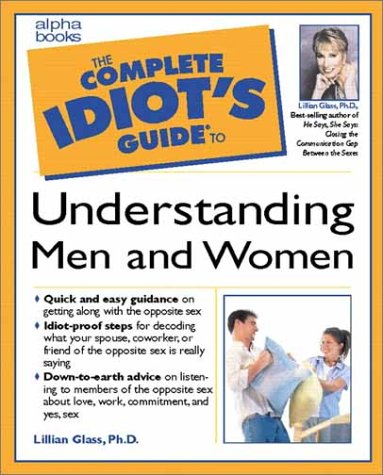 alpha
books
THE
COMPLETE
IDIOT'S
GUIDE® TO
Lillian Glass, Ph.D.,
Best-selling author of
He Says, She Says:
Closing the
Communication Gap
Between the Sexes
Understanding
Men and Women
Quick and easy guidance on
getting along with the opposite sex
Idiot-proof steps for decoding
what your spouse, coworker, or
friend of the opposite sex is really
saying
Down-to-earth advice on listen-
ing to members of the opposite sex
about love, work, commitment, and
yes, sex
Lillian Glass, Ph.D.